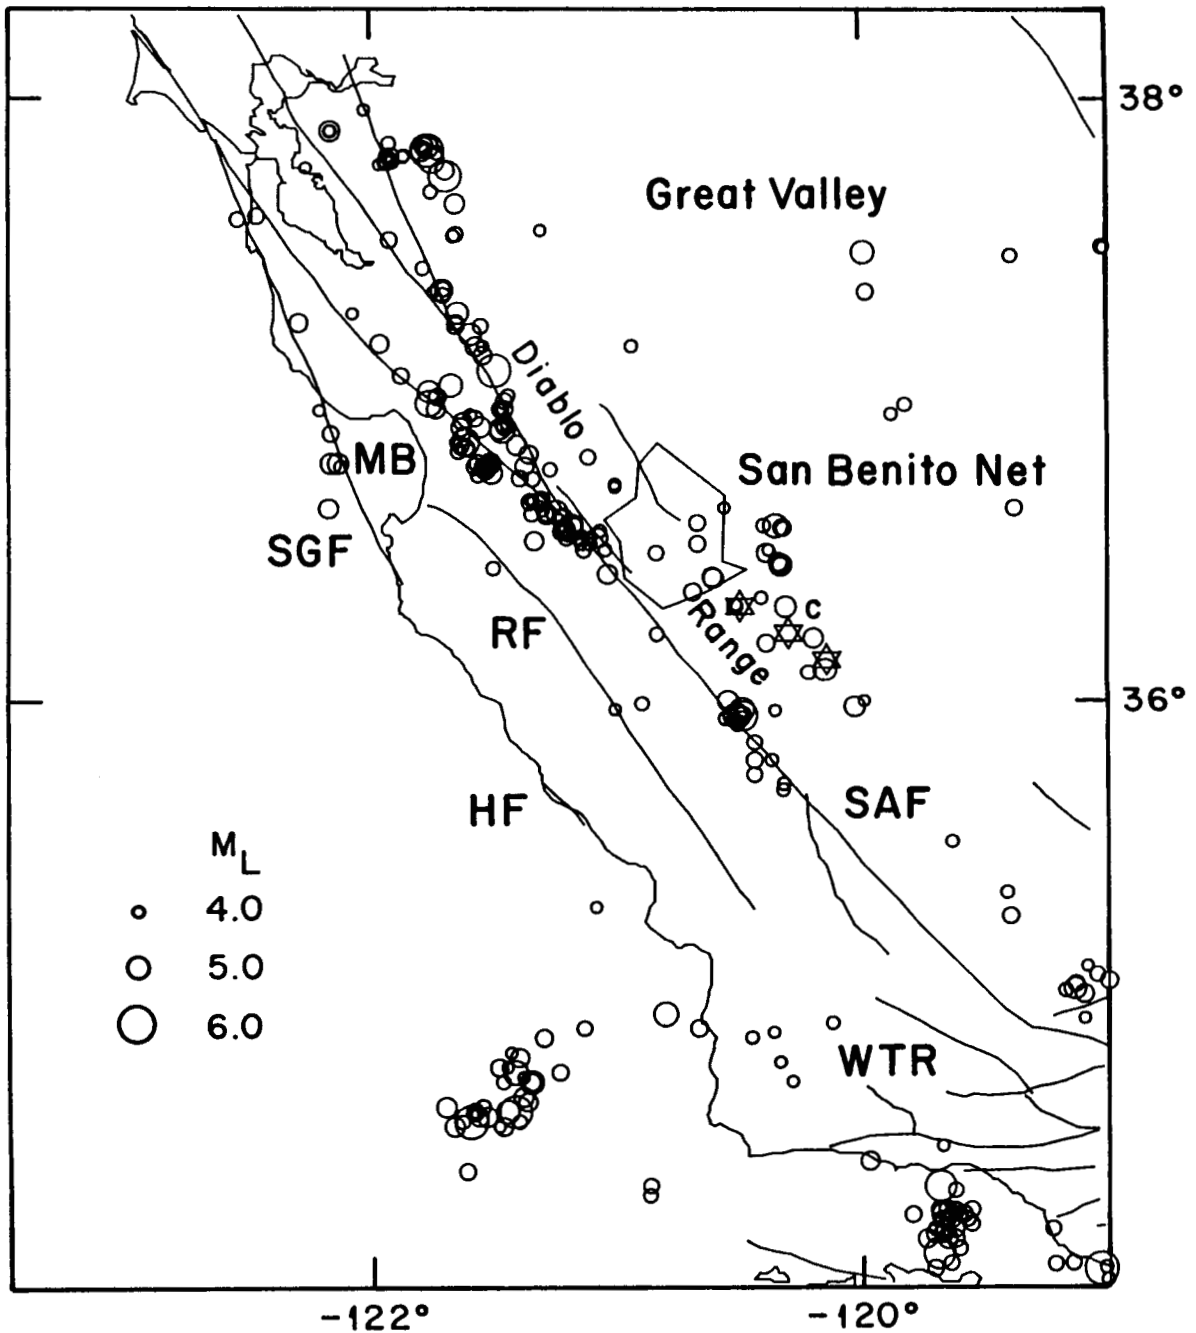 38°
Great Valley
Diablo
MB
San Benito Net
SGF
C
RF
Range
36°
HF
SAF
M_L
4.0
5.0
6.0
WTR
-122°
-120°